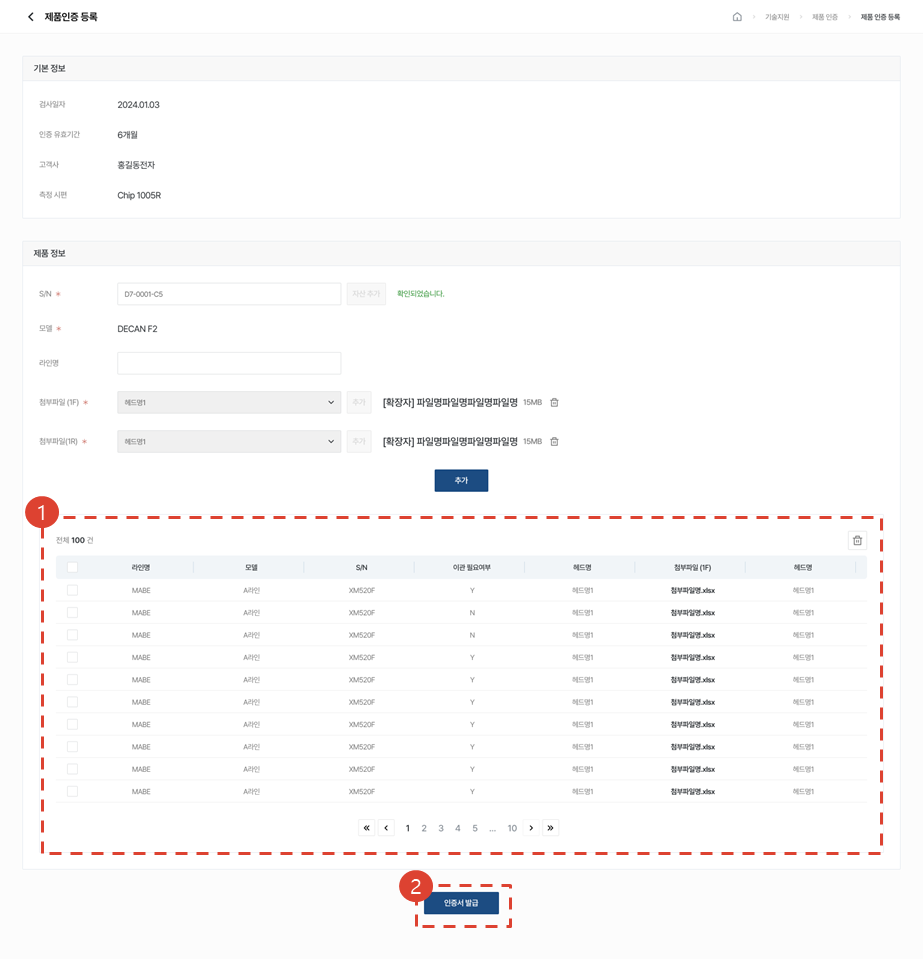 제품인증 등록
기술지원 > 제품 인증 > 제품 인증 등록
기본 정보
검사일자 2024.01.03
인증 유효기간 6개월
고객사 홍길동전자
측정 시편 Chip 1005R
제품 정보
S/N * D7-0001-C5 자산 추가 확인되었습니다.
모델 * DECAN F2
라인명
첨부파일 (1F) * 헤드명1 추가 [확장자] 파일명파일명파일명파일명 15MB
첨부파일(1R) * 헤드명1 추가 [확장자] 파일명파일명파일명파일명 15MB
추가
1
전체 100 건
라인명 모델 S/N 이관 필요여부 헤드명 첨부파일 (1F) 헤드명
MABE A라인 XM520F Y 헤드명1 첨부파일명.xlsx 헤드명1
MABE A라인 XM520F N 헤드명1 첨부파일명.xlsx 헤드명1
MABE A라인 XM520F N 헤드명1 첨부파일명.xlsx 헤드명1
MABE A라인 XM520F Y 헤드명1 첨부파일명.xlsx 헤드명1
MABE A라인 XM520F Y 헤드명1 첨부파일명.xlsx 헤드명1
MABE A라인 XM520F Y 헤드명1 첨부파일명.xlsx 헤드명1
MABE A라인 XM520F Y 헤드명1 첨부파일명.xlsx 헤드명1
MABE A라인 XM520F Y 헤드명1 첨부파일명.xlsx 헤드명1
MABE A라인 XM520F Y 헤드명1 첨부파일명.xlsx 헤드명1
MABE A라인 XM520F Y 헤드명1 첨부파일명.xlsx 헤드명1
« ‹ 1 2 3 4 5 ... 10 › »
2
인증서 발급